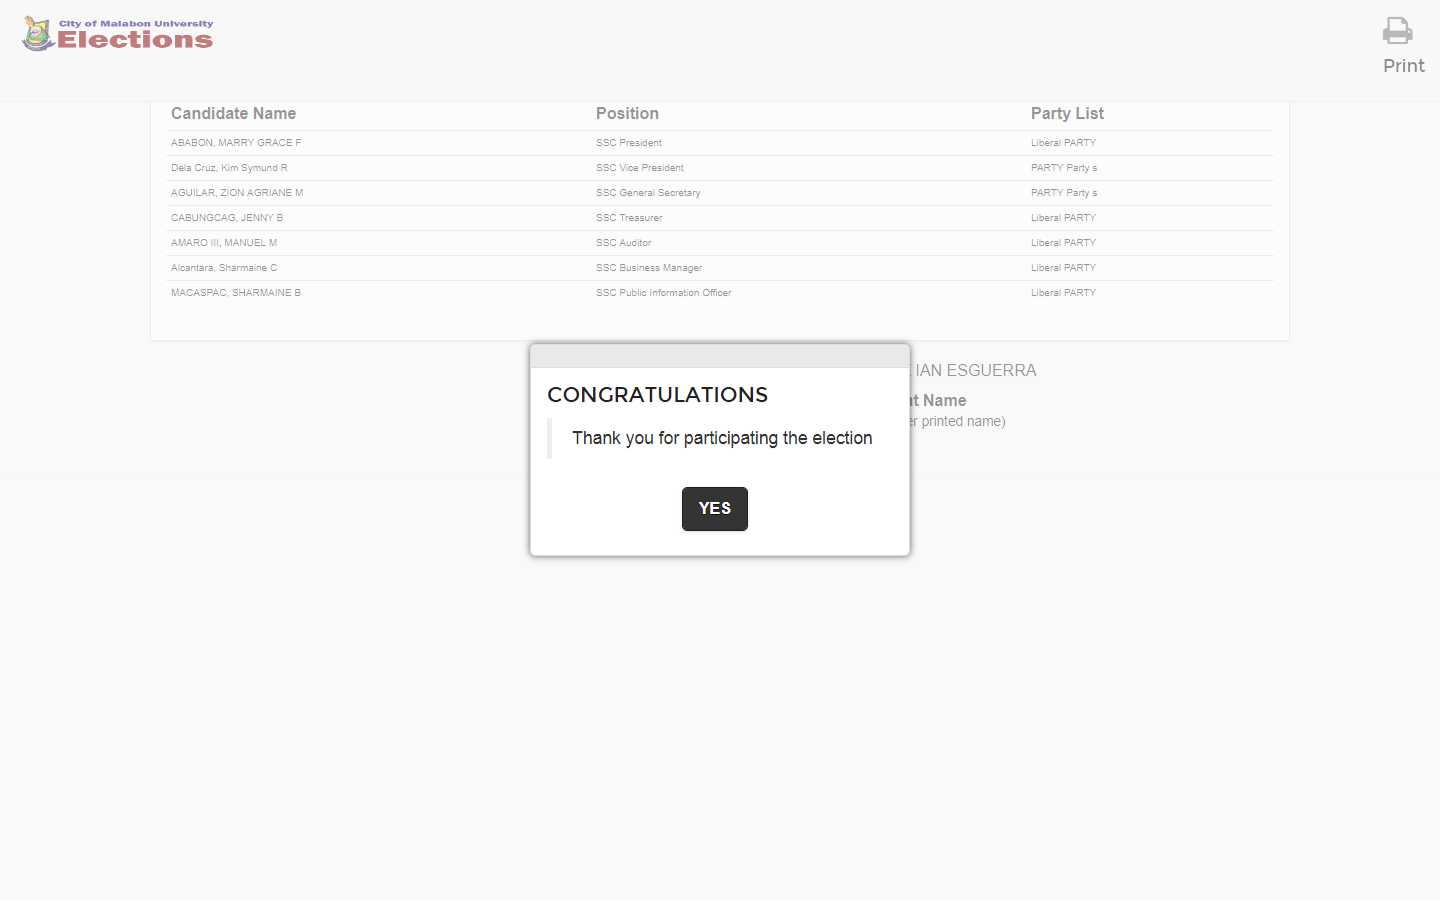 City of Malabon University
Elections
Print
Candidate Name Position Party List
ABABON, MARRY GRACE F SSC President Liberal PARTY
Dela Cruz, Kim Symund R SSC Vice President PARTY Party s
AGUILAR, ZION AGRIANE M SSC General Secretary PARTY Party s
CABUNGCAG, JENNY B SSC Treasurer Liberal PARTY
AMARO III, MANUEL M SSC Auditor Liberal PARTY
Alcantara, Sharmaine C SSC Business Manager Liberal PARTY
MACASPAC, SHARMAINE B SSC Public Information Officer Liberal PARTY
IAN ESGUERRA
Name
printed name)
CONGRATULATIONS
Thank you for participating the election
YES